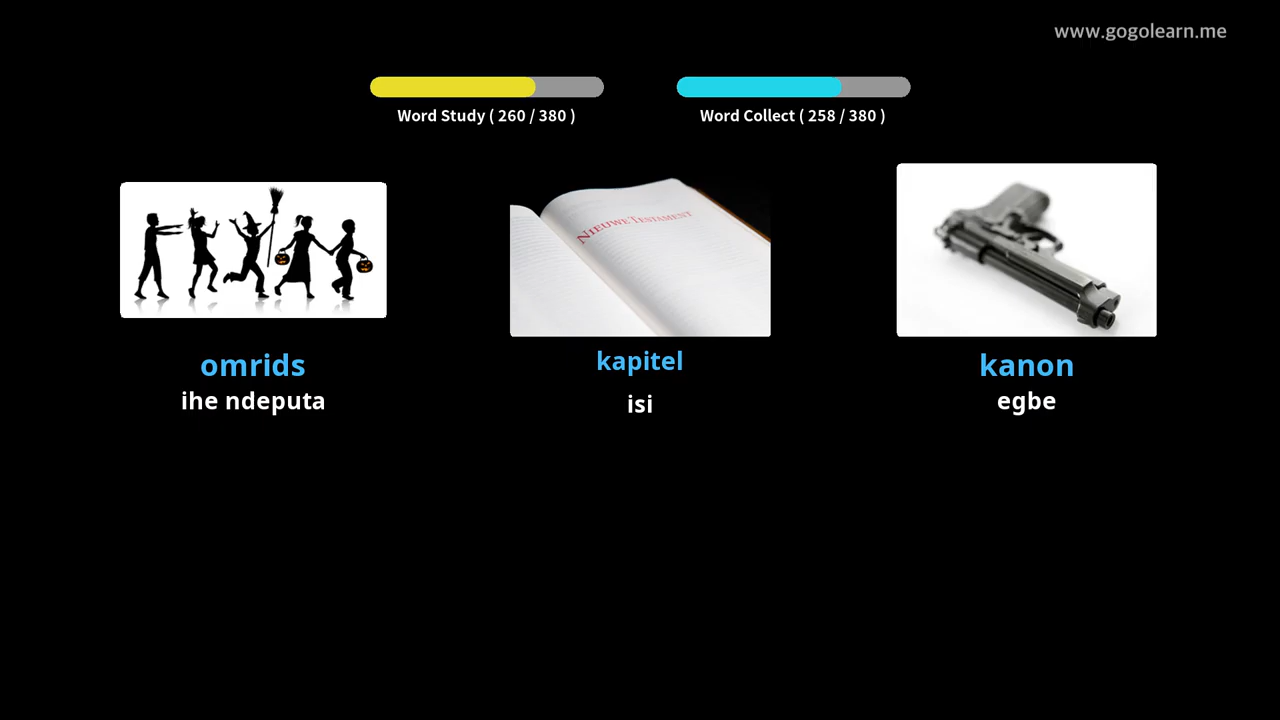 www.gogolearn.me
Word Study ( 260 / 380 )
Word Collect ( 258 / 380 )
NIEUWE TESTAMENT
omrids
kapitel
kanon
ihe ndeputa
isi
egbe